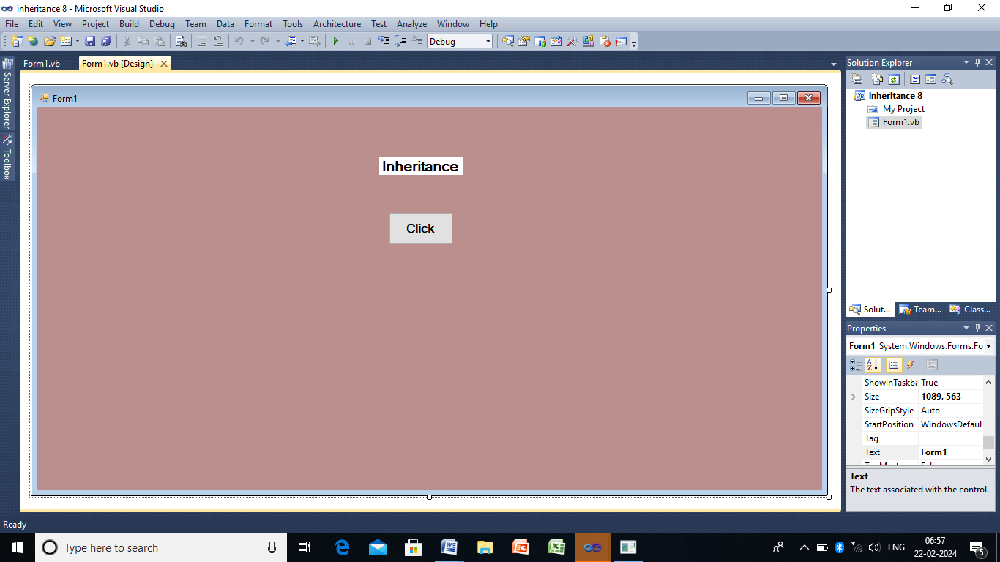 inheritance 8 - Microsoft Visual Studio
File Edit View Project Build Debug Team Data Format Tools Architecture Test Analyze Window Help
Debug
Form1.vb Form1.vb [Design]
Server Explorer
Toolbox
Form1
Inheritance
Click
Solution Explorer
inheritance 8
My Project
Form1.vb
Solut... Team... Class...
Properties
Form1 System.Windows.Forms.Fo
ShowInTaskba True
Size 1089, 563
SizeGripStyle Auto
StartPosition WindowsDefaul
Tag
Text Form1
TopMost False
Text
The text associated with the control.
Ready
Type here to search
ENG
06:57
22-02-2024
5